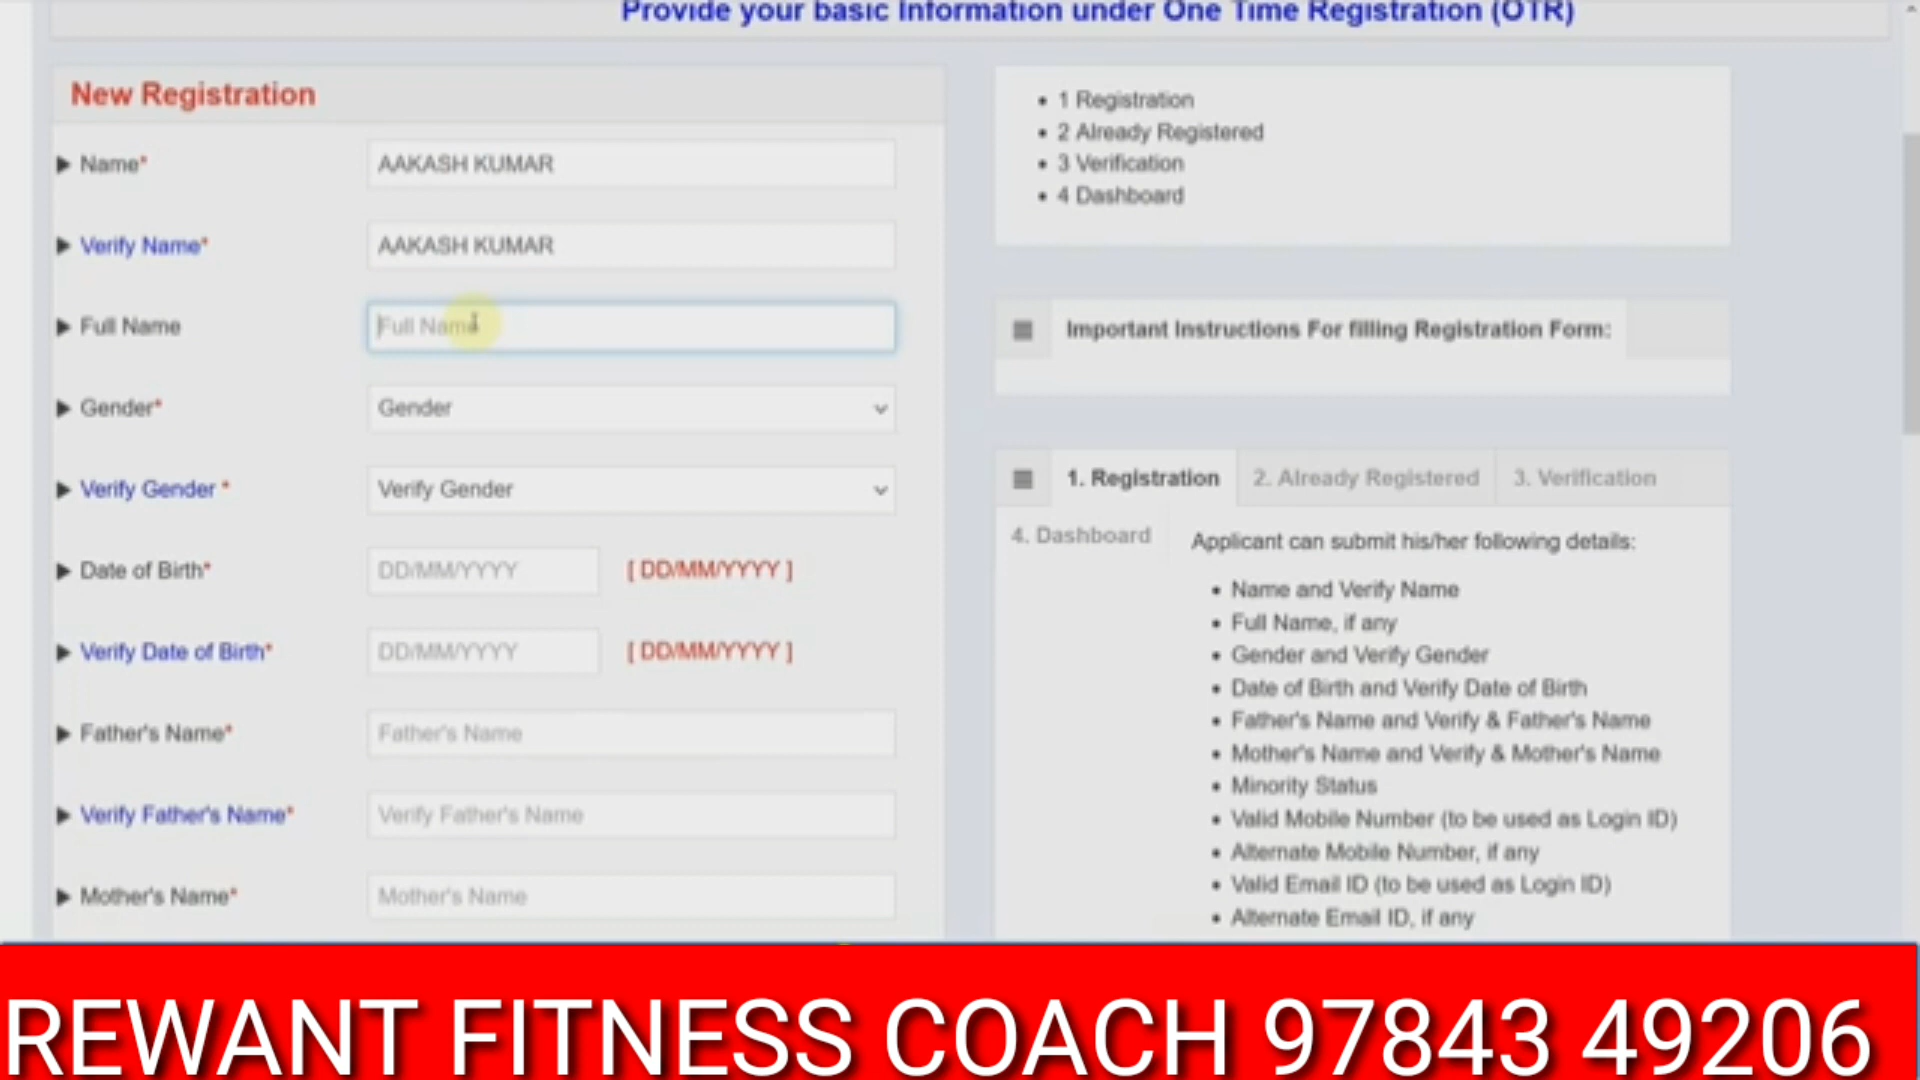 Provide your basic Information under One Time Registration (OTR)
New Registration
Name*
AAKASH KUMAR
Verify Name*
AAKASH KUMAR
Full Name
Full Name
Gender*
Gender
Verify Gender *
Verify Gender
Date of Birth*
DD/MM/YYYY
[ DD/MM/YYYY ]
Verify Date of Birth*
DD/MM/YYYY
[ DD/MM/YYYY ]
Father's Name*
Father's Name
Verify Father's Name*
Verify Father's Name
Mother's Name*
Mother's Name
1 Registration
2 Already Registered
3 Verification
4 Dashboard
Important Instructions For filling Registration Form:
1. Registration
2. Already Registered
3. Verification
4. Dashboard
Applicant can submit his/her following details:
Name and Verify Name
Full Name, if any
Gender and Verify Gender
Date of Birth and Verify Date of Birth
Father's Name and Verify & Father's Name
Mother's Name and Verify & Mother's Name
Minority Status
Valid Mobile Number (to be used as Login ID)
Alternate Mobile Number, if any
Valid Email ID (to be used as Login ID)
Alternate Email ID, if any
REWANT FITNESS COACH 97843 49206